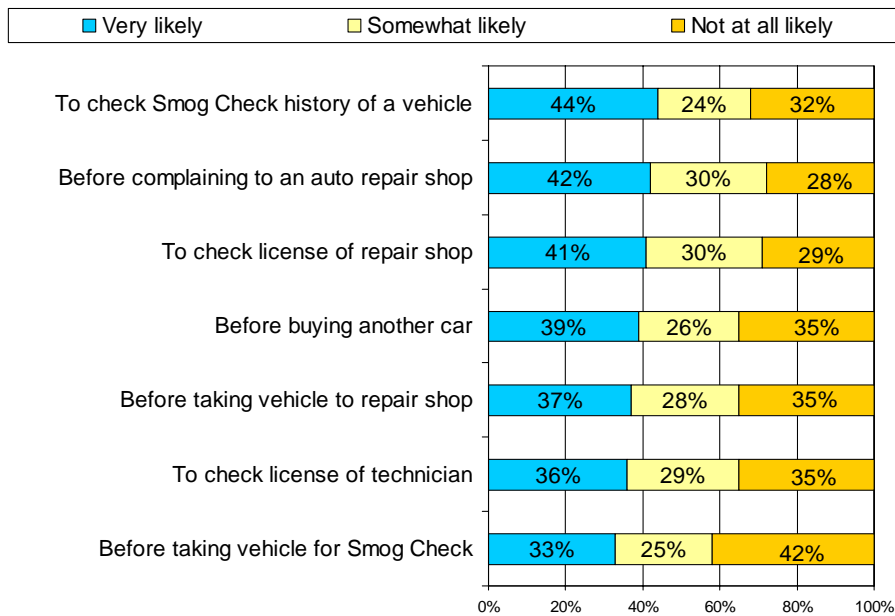 Very likely Somewhat likely Not at all likely
To check Smog Check history of a vehicle 44% 24% 32%
Before complaining to an auto repair shop 42% 30% 28%
To check license of repair shop 41% 30% 29%
Before buying another car 39% 26% 35%
Before taking vehicle to repair shop 37% 28% 35%
To check license of technician 36% 29% 35%
Before taking vehicle for Smog Check 33% 25% 42%
0% 20% 40% 60% 80% 100%